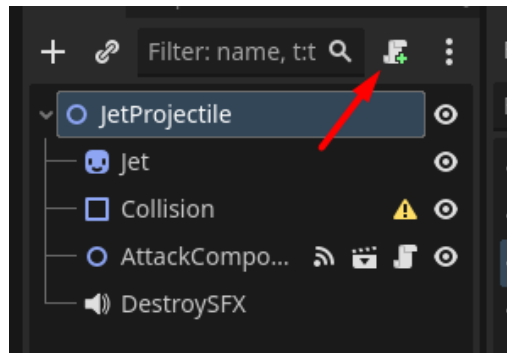 Filter: name, t:t
JetProjectile
Jet
Collision
AttackCompo...
DestroySFX